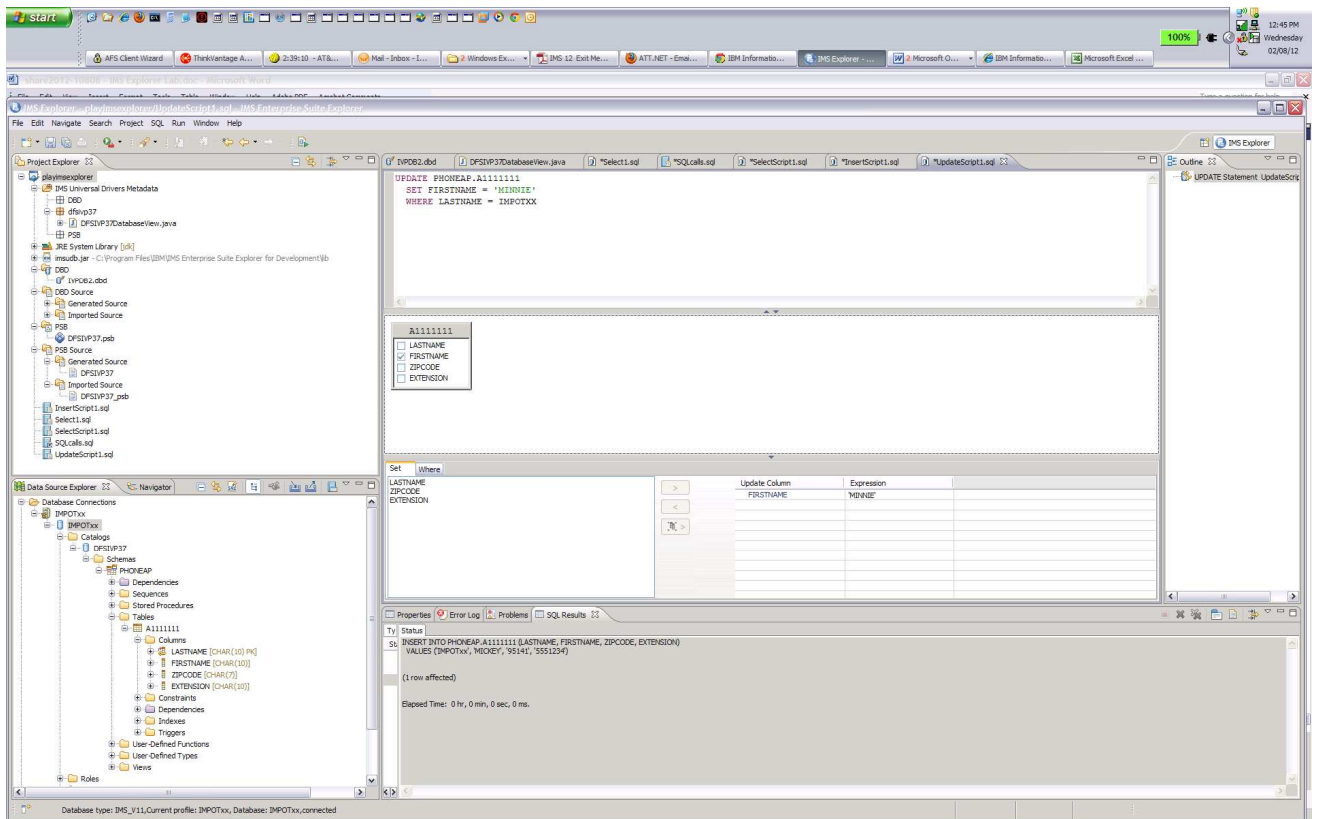 start
100%
12:45 PM
Wednesday
02/08/12
AFS Client Wizard
ThinkVantage A...
2:39:10 - AT&...
Mail - Inbox - I...
2 Windows Ex...
IMS 12 Exit Me...
ATT.NET - Emai...
IBM Informatio...
IMS Explorer - ...
2 Microsoft O...
IBM Informatio...
Microsoft Excel ...
IMS Explorer - playimsexplorer/UpdateScript1.sql - IMS Enterprise Suite Explorer
File Edit Navigate Search Project SQL Run Window Help
IMS Explorer
Project Explorer
playimsexplorer
IMS Universal Drivers Metadata
DBD
dfsivp37
DFSIVP37DatabaseView.java
PSB
JRE System Library [jdk]
imsudb.jar - C:\Program Files\IBM\IMS Enterprise Suite Explorer for Development\lib
DBD
IVPDB2.dbd
DBD Source
Generated Source
Imported Source
PSB
DFSIVP37.psb
PSB Source
Generated Source
DFSIVP37
Imported Source
DFSIVP37_psb
InsertScript1.sql
Select1.sql
SelectScript1.sql
SQLcalls.sql
UpdateScript1.sql
IVPDB2.dbd
DFSIVP37DatabaseView.java
*Select1.sql
*SQLcalls.sql
*SelectScript1.sql
*InsertScript1.sql
*UpdateScript1.sql
UPDATE PHONEAP.A1111111
SET FIRSTNAME = 'MINNIE'
WHERE LASTNAME = IMPOTXX
A1111111
LASTNAME
FIRSTNAME
ZIPCODE
EXTENSION
Set Where
LASTNAME
ZIPCODE
EXTENSION
>
<
Update Column Expression
FIRSTNAME 'MINNIE'
Outline
UPDATE Statement UpdateScrip
Data Source Explorer
Navigator
Database Connections
IMPOTxx
IMPOTxx
Catalogs
DFSIVP37
Schemas
PHONEAP
Dependencies
Sequences
Stored Procedures
Tables
A1111111
Columns
LASTNAME [CHAR(10) PK]
FIRSTNAME [CHAR(10)]
ZIPCODE [CHAR(7)]
EXTENSION [CHAR(10)]
Constraints
Dependencies
Indexes
Triggers
User-Defined Functions
User-Defined Types
Views
Roles
Properties Error Log Problems SQL Results
Ty Status
St
INSERT INTO PHONEAP.A1111111 (LASTNAME, FIRSTNAME, ZIPCODE, EXTENSION)
VALUES ('IMPOTxx', 'MICKEY', '95141', '5551234')
(1 row affected)
Elapsed Time: 0 hr, 0 min, 0 sec, 0 ms.
Database type: IMS_V11,Current profile: IMPOTxx, Database: IMPOTxx,connected